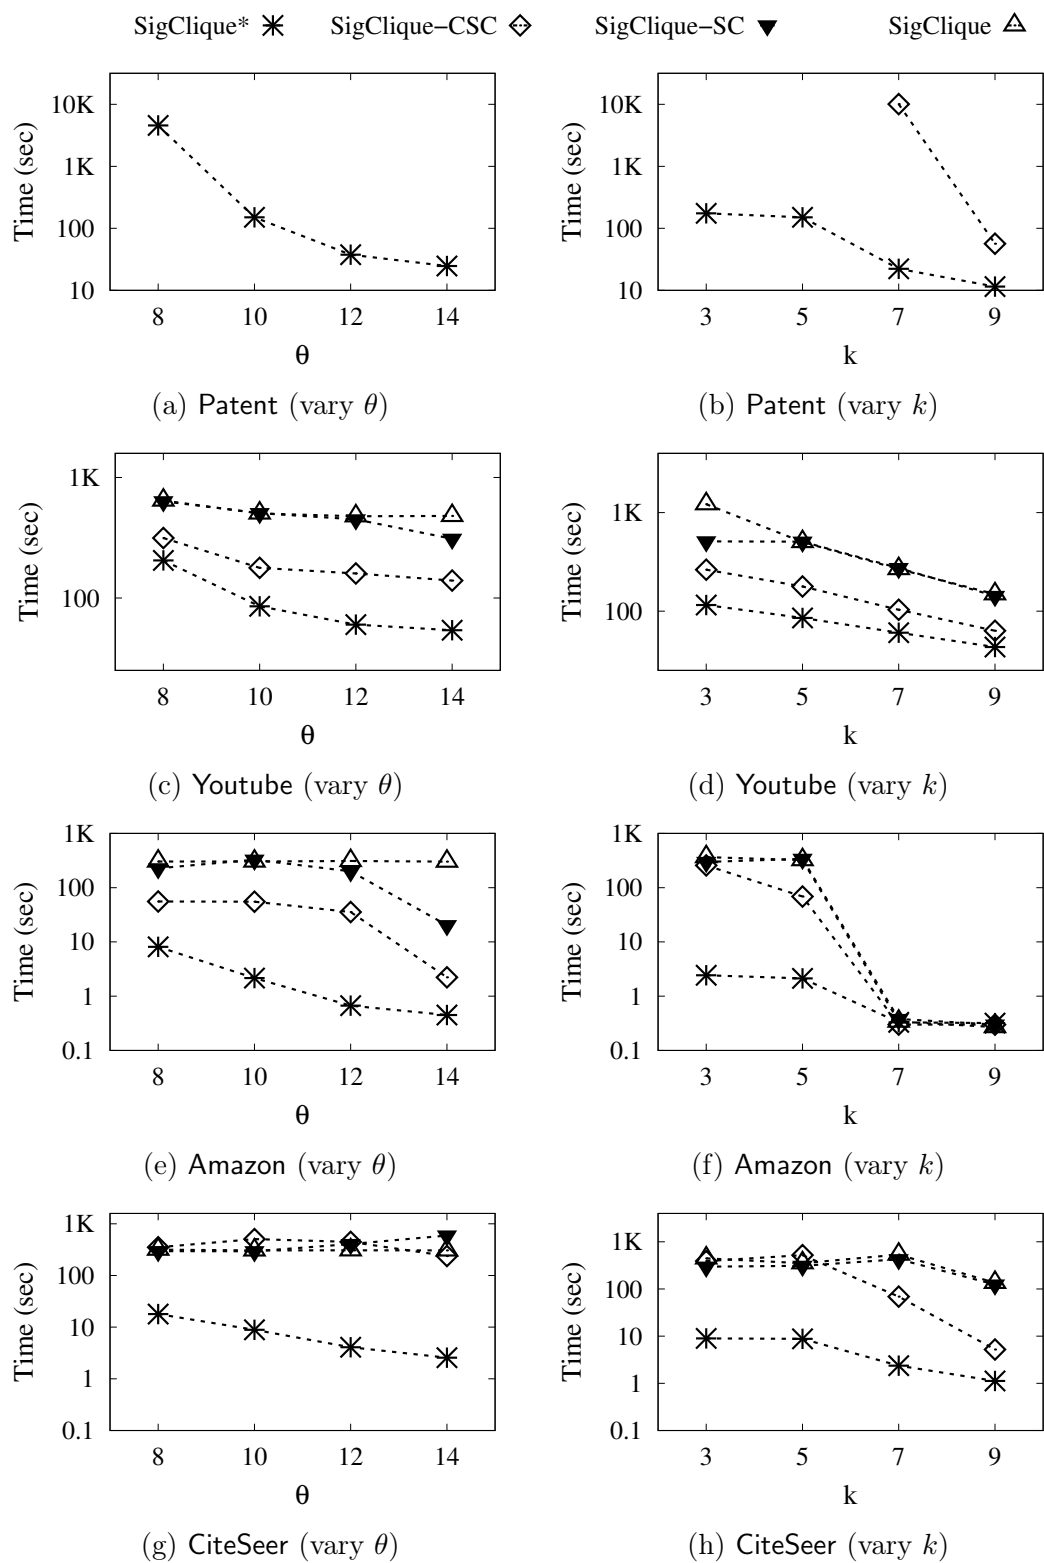 SigClique* SigClique–CSC SigClique–SC SigClique
10K
1K
100
10
Time (sec)
8 10 12 14
θ
(a) Patent (vary θ)
10K
1K
100
10
Time (sec)
3 5 7 9
k
(b) Patent (vary k)
1K
100
Time (sec)
8 10 12 14
θ
(c) Youtube (vary θ)
1K
100
Time (sec)
3 5 7 9
k
(d) Youtube (vary k)
1K
100
10
1
0.1
Time (sec)
8 10 12 14
θ
(e) Amazon (vary θ)
1K
100
10
1
0.1
Time (sec)
3 5 7 9
k
(f) Amazon (vary k)
1K
100
10
1
0.1
Time (sec)
8 10 12 14
θ
(g) CiteSeer (vary θ)
1K
100
10
1
0.1
Time (sec)
3 5 7 9
k
(h) CiteSeer (vary k)